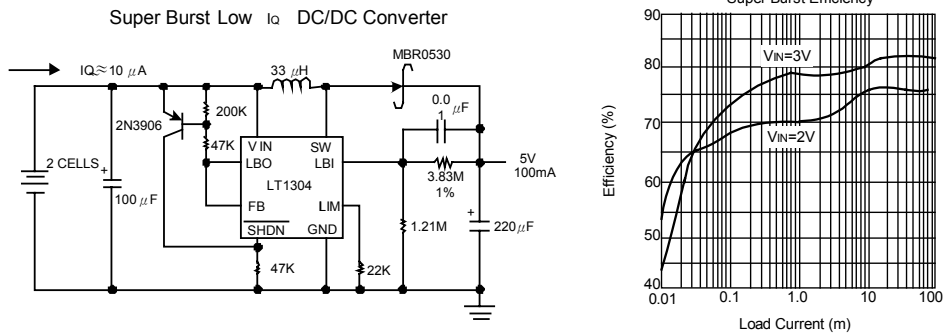 Super Burst Low IQ DC/DC Converter
IQ≈10 μA
33 μH
MBR0530
2N3906
200K
47K
0.0
1 μF
V IN
SW
LBO
LBI
LT1304
FB
LIM
SHDN
GND
2 CELLS
+
100 μF
3.83M
1%
5V
100mA
1.21M
+
220 μF
47K
22K
Super Burst Efficiency
90
80
70
60
50
40
Efficiency (%)
VIN=3V
VIN=2V
0.01
0.1
1.0
10
100
Load Current (m)